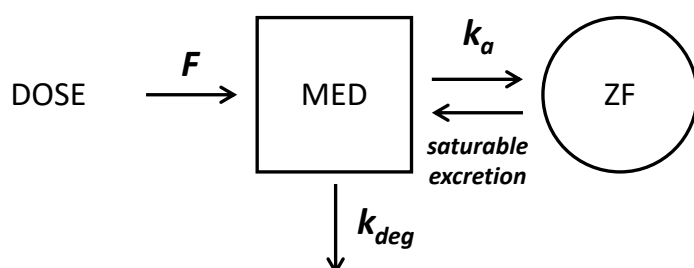 F
DOSE
MED
k_a
ZF
saturable
excretion
k_deg